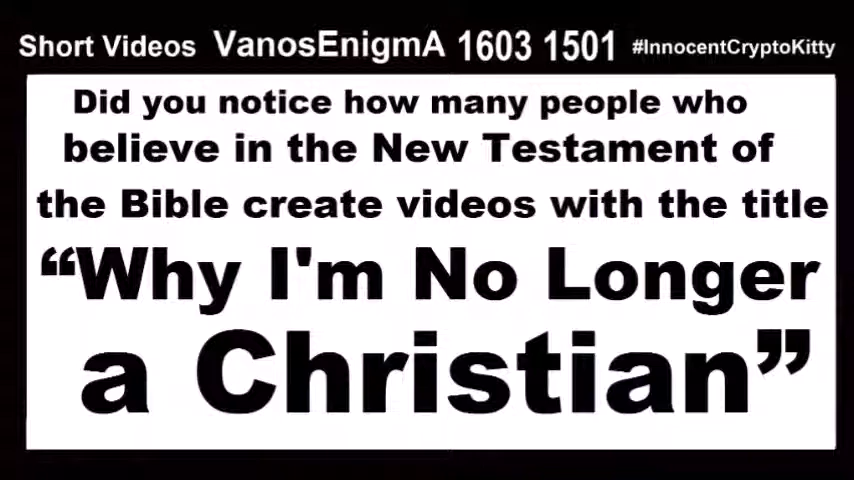 Short Videos VanosEnigmA 1603 1501 #InnocentCryptoKitty
Did you notice how many people who
believe in the New Testament of
the Bible create videos with the title
“Why I'm No Longer
a Christian”